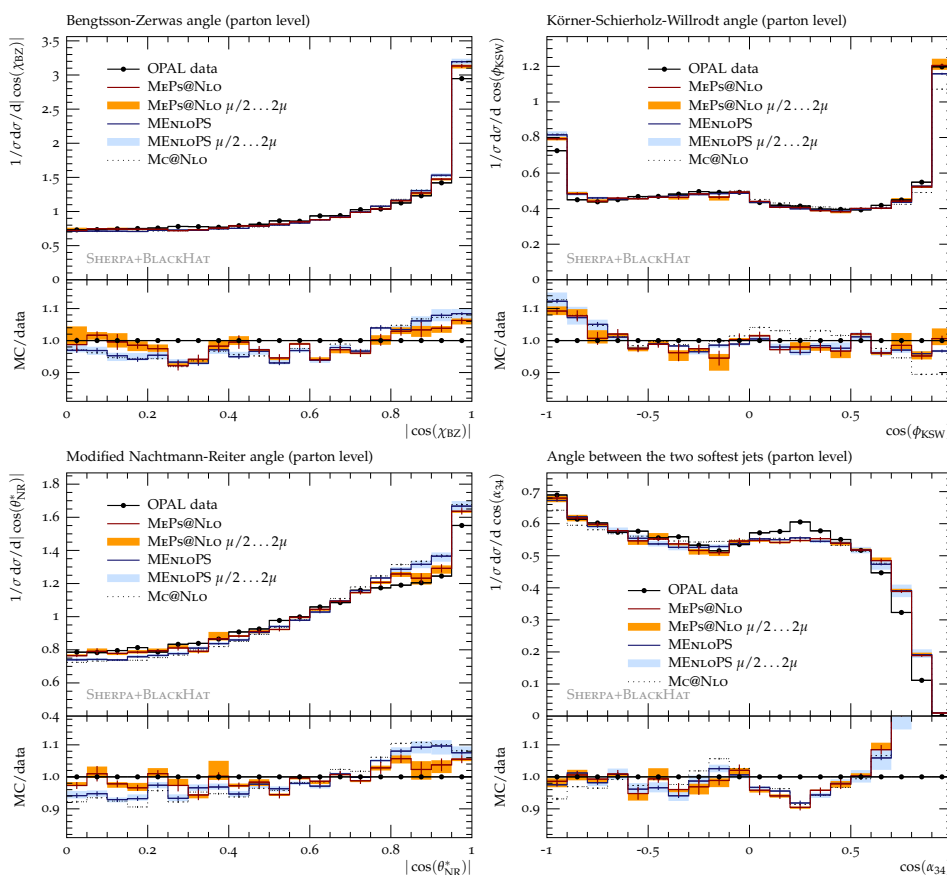 Bengtsson-Zerwas angle (parton level)
1/σ dσ/d| cos(χBZ)|
3.5
3
2.5
2
1.5
1
0.5
0
OPAL data
MEPS@NLO
MEPS@NLO μ/2...2μ
MENLOPS
MENLOPS μ/2...2μ
MC@NLO
SHERPA+BLACKHAT
MC/data
1.1
1.0
0.9
0 0.2 0.4 0.6 0.8 1
| cos(χBZ)|
Körner-Schierholz-Willrodt angle (parton level)
1/σ dσ/d cos(ϕKSW)
1.2
1
0.8
0.6
0.4
0.2
0
OPAL data
MEPS@NLO
MEPS@NLO μ/2...2μ
MENLOPS
MENLOPS μ/2...2μ
MC@NLO
SHERPA+BLACKHAT
MC/data
1.1
1.0
0.9
-1 -0.5 0 0.5
cos(ϕKSW
Modified Nachtmann-Reiter angle (parton level)
1/σ dσ/d| cos(θ*NR)|
1.8
1.6
1.4
1.2
1
0.8
0.6
0.4
OPAL data
MEPS@NLO
MEPS@NLO μ/2...2μ
MENLOPS
MENLOPS μ/2...2μ
MC@NLO
SHERPA+BLACKHAT
MC/data
1.1
1.0
0.9
0 0.2 0.4 0.6 0.8 1
| cos(θ*NR)|
Angle between the two softest jets (parton level)
1/σ dσ/d cos(α34)
0.7
0.6
0.5
0.4
0.3
0.2
0.1
0
OPAL data
MEPS@NLO
MEPS@NLO μ/2...2μ
MENLOPS
MENLOPS μ/2...2μ
MC@NLO
SHERPA+BLACKHAT
MC/data
1.1
1.0
0.9
-1 -0.5 0 0.5
cos(α34